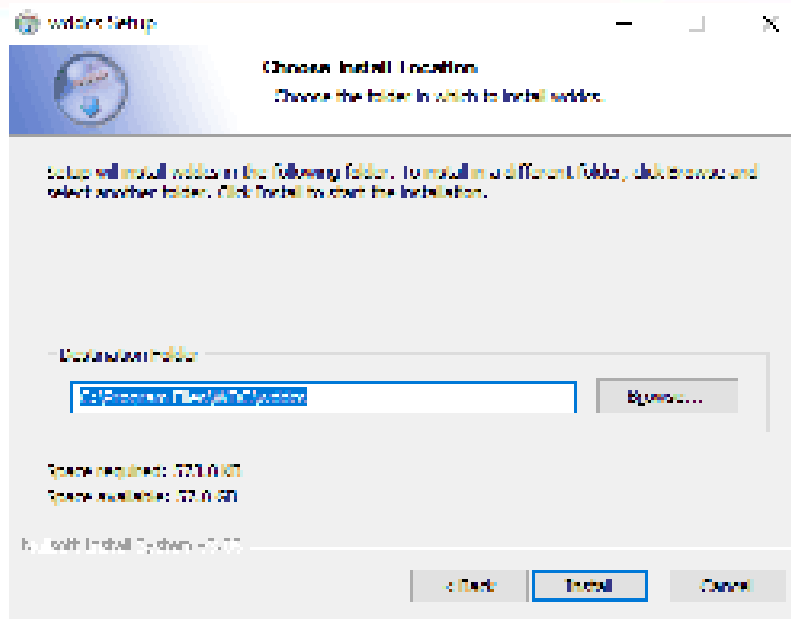 Setup
Choose Install Location
Choose the folder in which to install
Setup will install in the following folder. To install in a different folder, click Browse and
select another folder. Click Install to start the installation.
Destination Folder
C:\Program Files\
Browse...
Space required:
Space available:
Nullsoft Install System
< Back
Install
Cancel